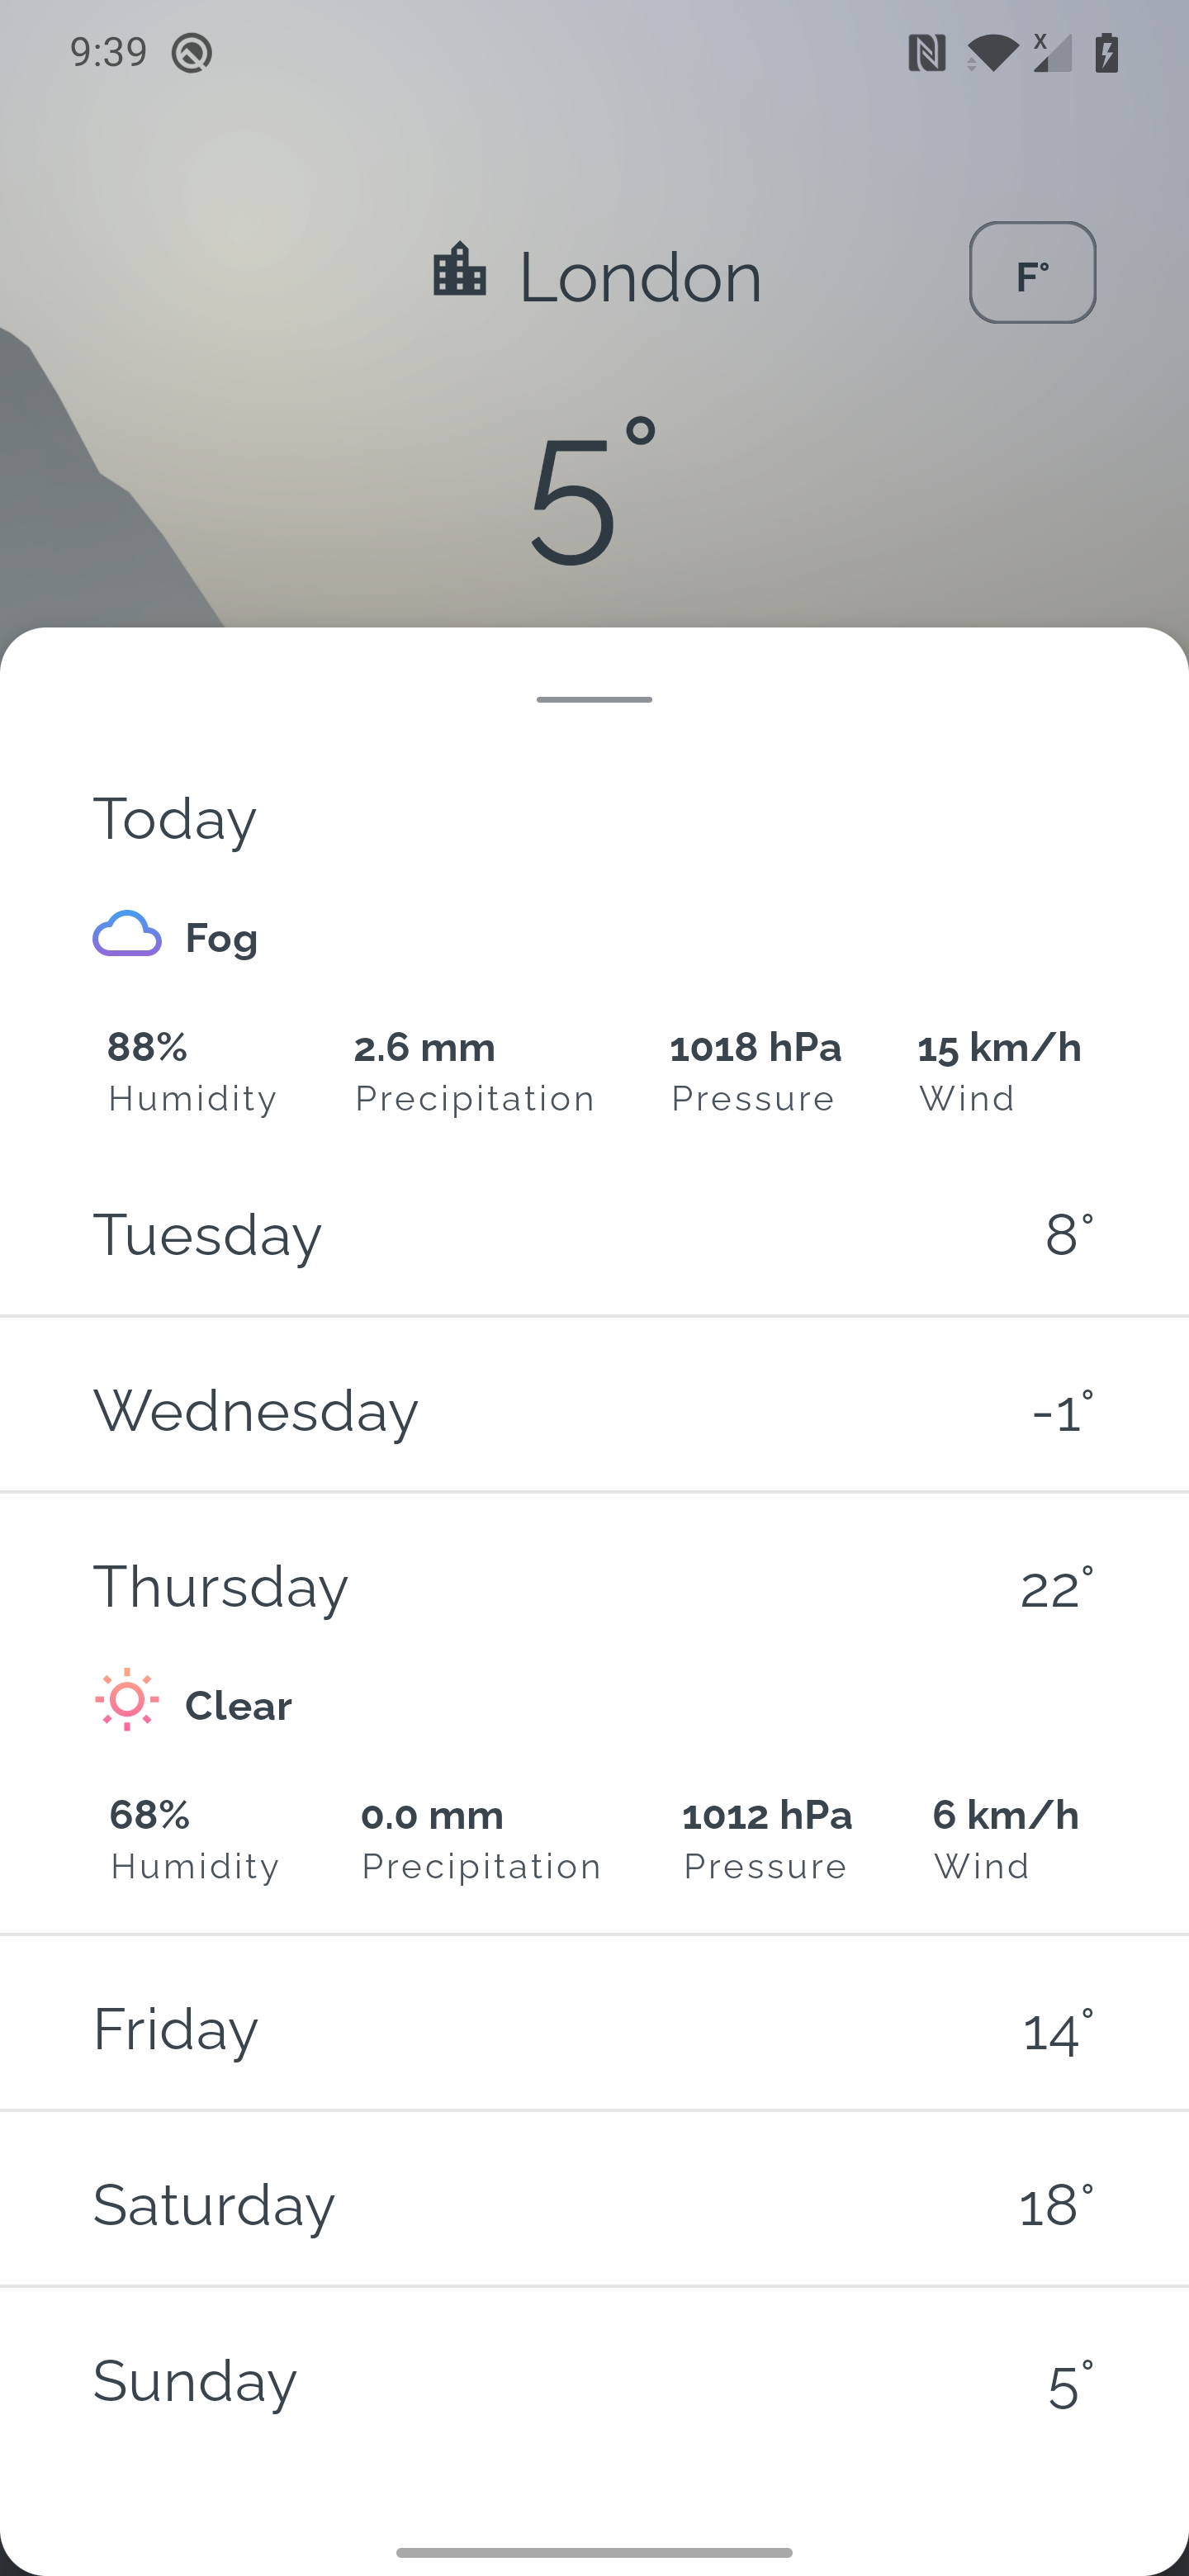 9:39
London
F°
5°
Today
Fog
88% 2.6 mm 1018 hPa 15 km/h
Humidity Precipitation Pressure Wind
Tuesday 8°
Wednesday -1°
Thursday 22°
Clear
68% 0.0 mm 1012 hPa 6 km/h
Humidity Precipitation Pressure Wind
Friday 14°
Saturday 18°
Sunday 5°